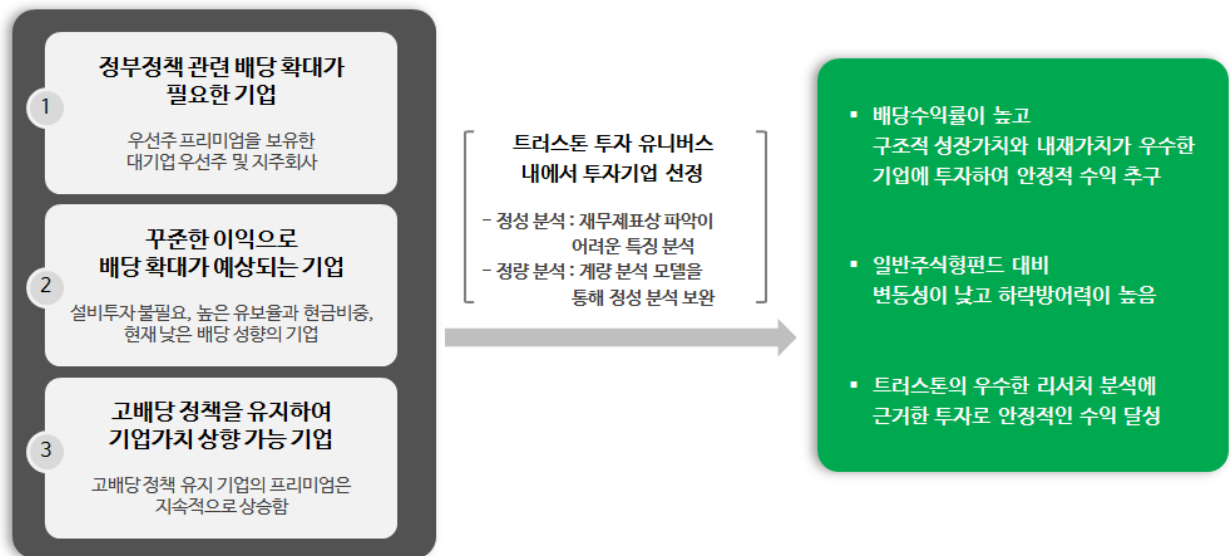 1
정부정책 관련 배당 확대가
필요한 기업
우선주 프리미엄을 보유한
대기업 우선주 및 지주회사
2
꾸준한 이익으로
배당 확대가 예상되는 기업
설비투자 불필요, 높은 유보율과 현금비중,
현재 낮은 배당 성향의 기업
3
고배당 정책을 유지하여
기업가치 상향 가능 기업
고배당 정책 유지 기업의 프리미엄은
지속적으로 상승함
트러스톤 투자 유니버스
내에서 투자기업 선정
- 정성 분석 : 재무제표상 파악이
어려운 특징 분석
- 정량 분석 : 계량 분석 모델을
통해 정성 분석 보완
▪ 배당수익률이 높고
구조적 성장가치와 내재가치가 우수한
기업에 투자하여 안정적 수익 추구
▪ 일반주식형펀드 대비
변동성이 낮고 하락방어력이 높음
▪ 트러스톤의 우수한 리서치 분석에
근거한 투자로 안정적인 수익 달성